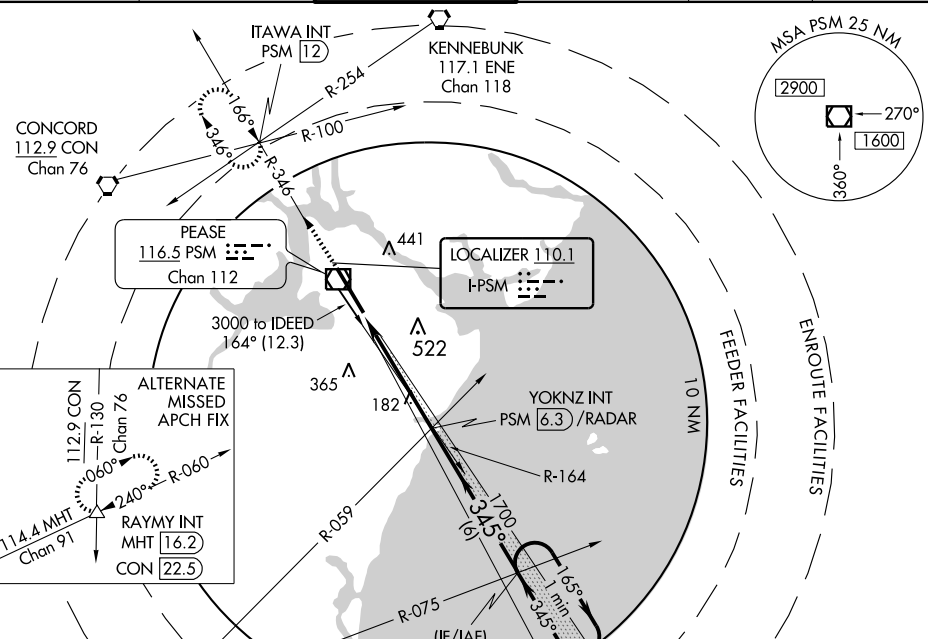 ITAWA INT
PSM 12
KENNEBUNK
117.1 ENE
Chan 118
MSA PSM 25 NM
2900
270°
1600
360°
R-254
R-100
CONCORD
112.9 CON
Chan 76
166°
346°
R-346
PEASE
116.5 PSM
Chan 112
441
LOCALIZER 110.1
I-PSM
3000 to IDEED
164° (12.3)
522
365
182
YOKNZ INT
PSM 6.3 /RADAR
10 NM
FEEDER FACILITIES
ENROUTE FACILITIES
ALTERNATE
MISSED
APCH FIX
112.9 CON
R-130
Chan 76
060°
240°
R-060
114.4 MHT
Chan 91
RAYMY INT
MHT 16.2
CON 22.5
R-164
R-059
1700
345°
(6)
R-075
165°
1 min
345°
(IF/IAF)